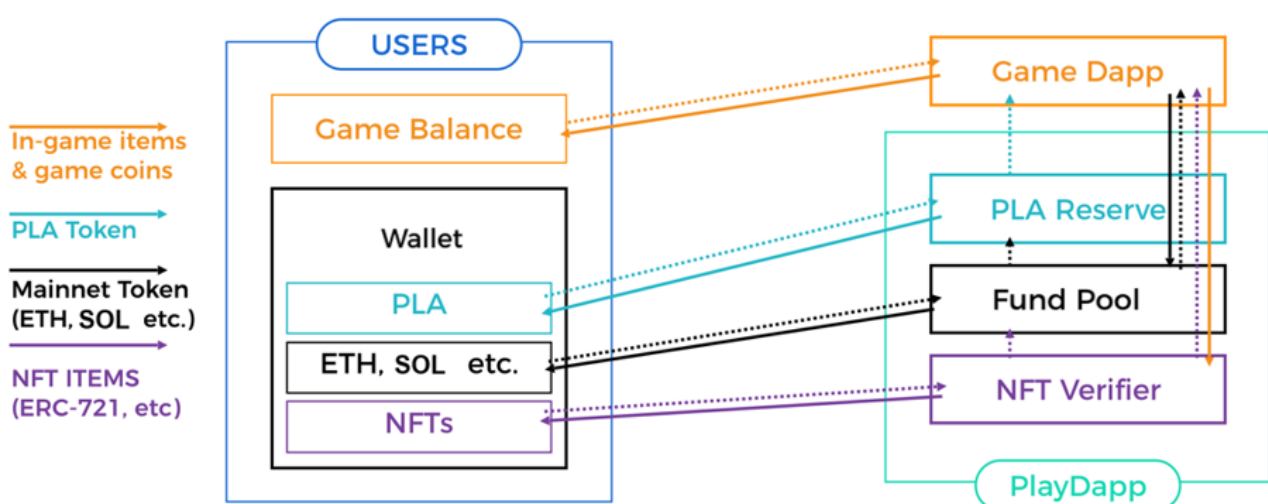 USERS
Game Dapp
Game Balance
In-game items
& game coins
PLA Reserve
PLA Token
Wallet
Mainnet Token
(ETH, SOL etc.)
PLA
Fund Pool
ETH, SOL etc.
NFT ITEMS
(ERC-721, etc)
NFTs
NFT Verifier
PlayDapp